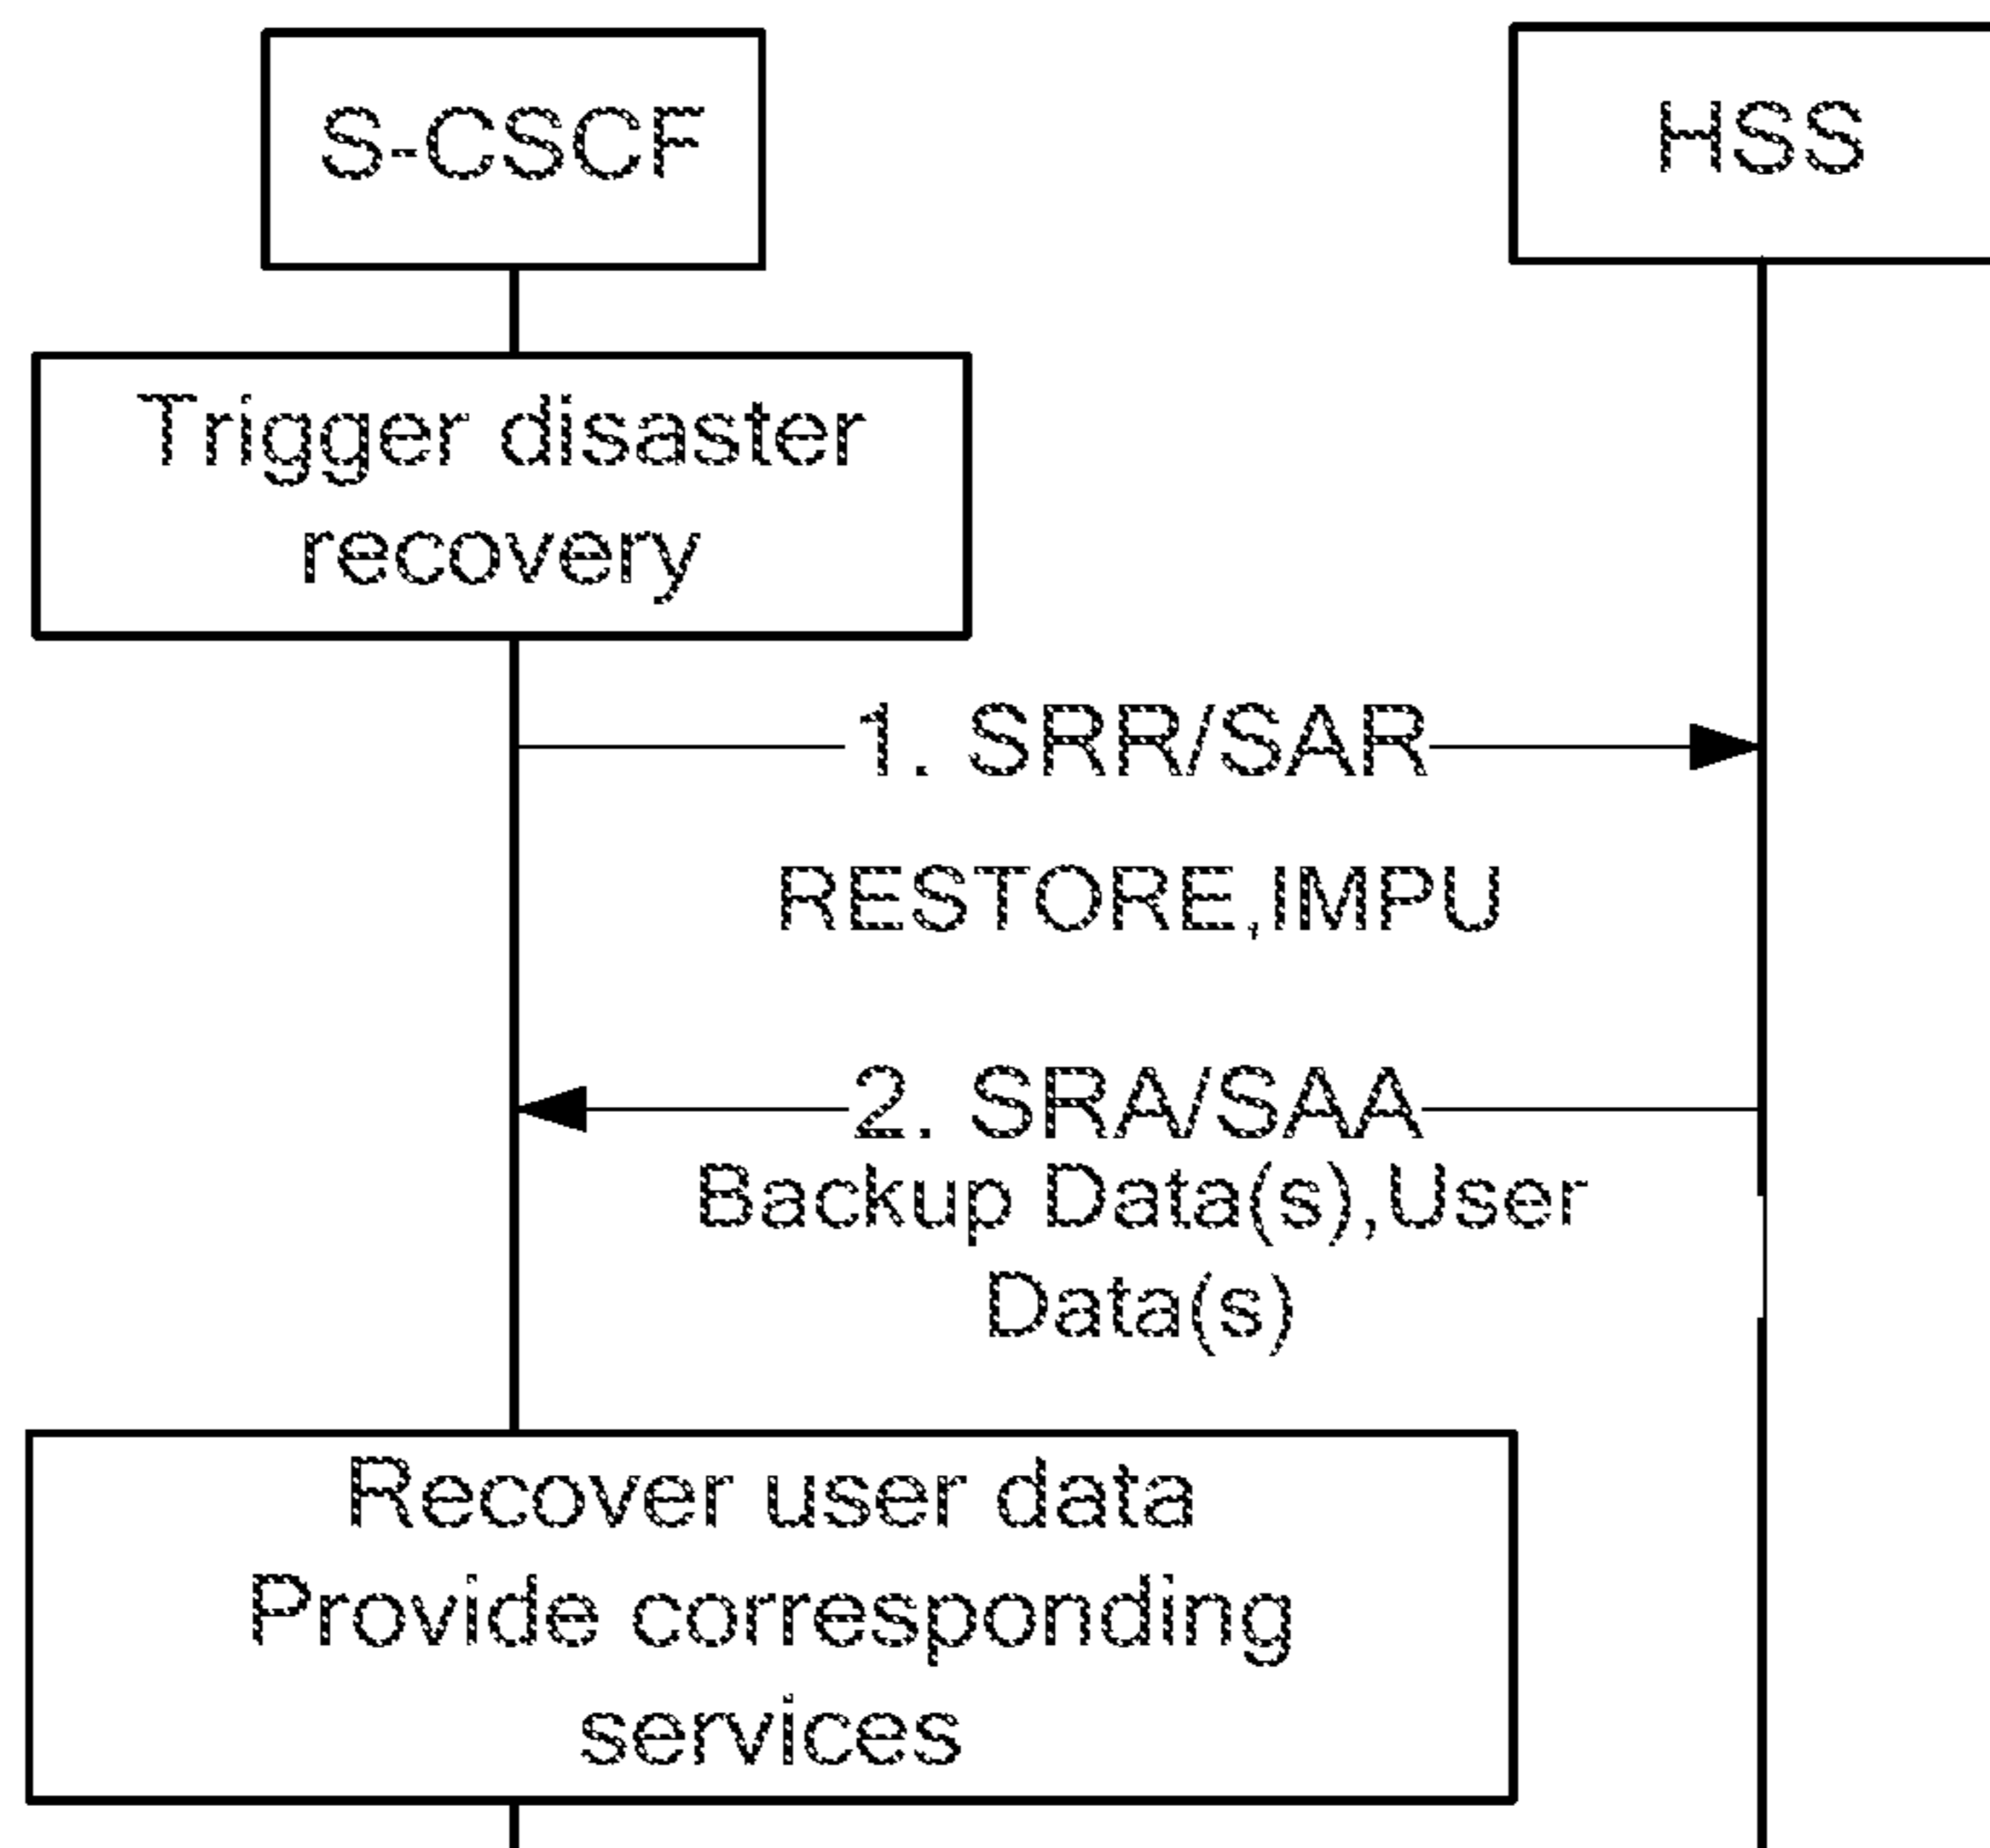 S-CSCF
HSS
Trigger disaster
recovery
1. SRR/SAR
RESTORE,IMPU
2. SRA/SAA
Backup Data(s),User
Data(s)
Recover user data
Provide corresponding
services